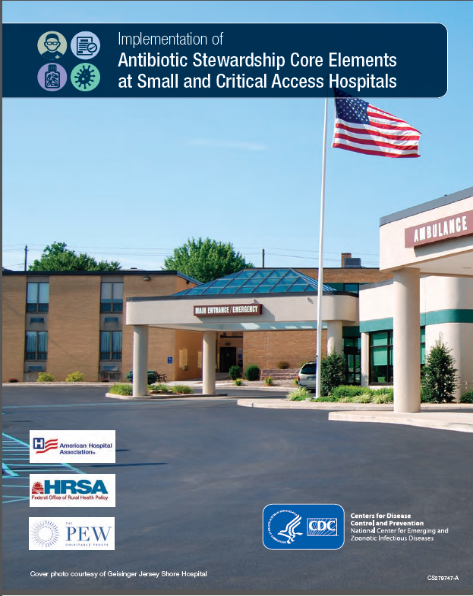 Implementation of
Antibiotic Stewardship Core Elements
at Small and Critical Access Hospitals
AMBULANCE
MAIN ENTRANCE / EMERGENCY
H
American Hospital
Association
HRSA
Federal Office of Rural Health Policy
THE
PEW
CHARITABLE TRUSTS
CDC
Centers for Disease
Control and Prevention
National Center for Emerging and
Zoonotic Infectious Diseases
Cover photo courtesy of Geisinger Jersey Shore Hospital
CS279747-A